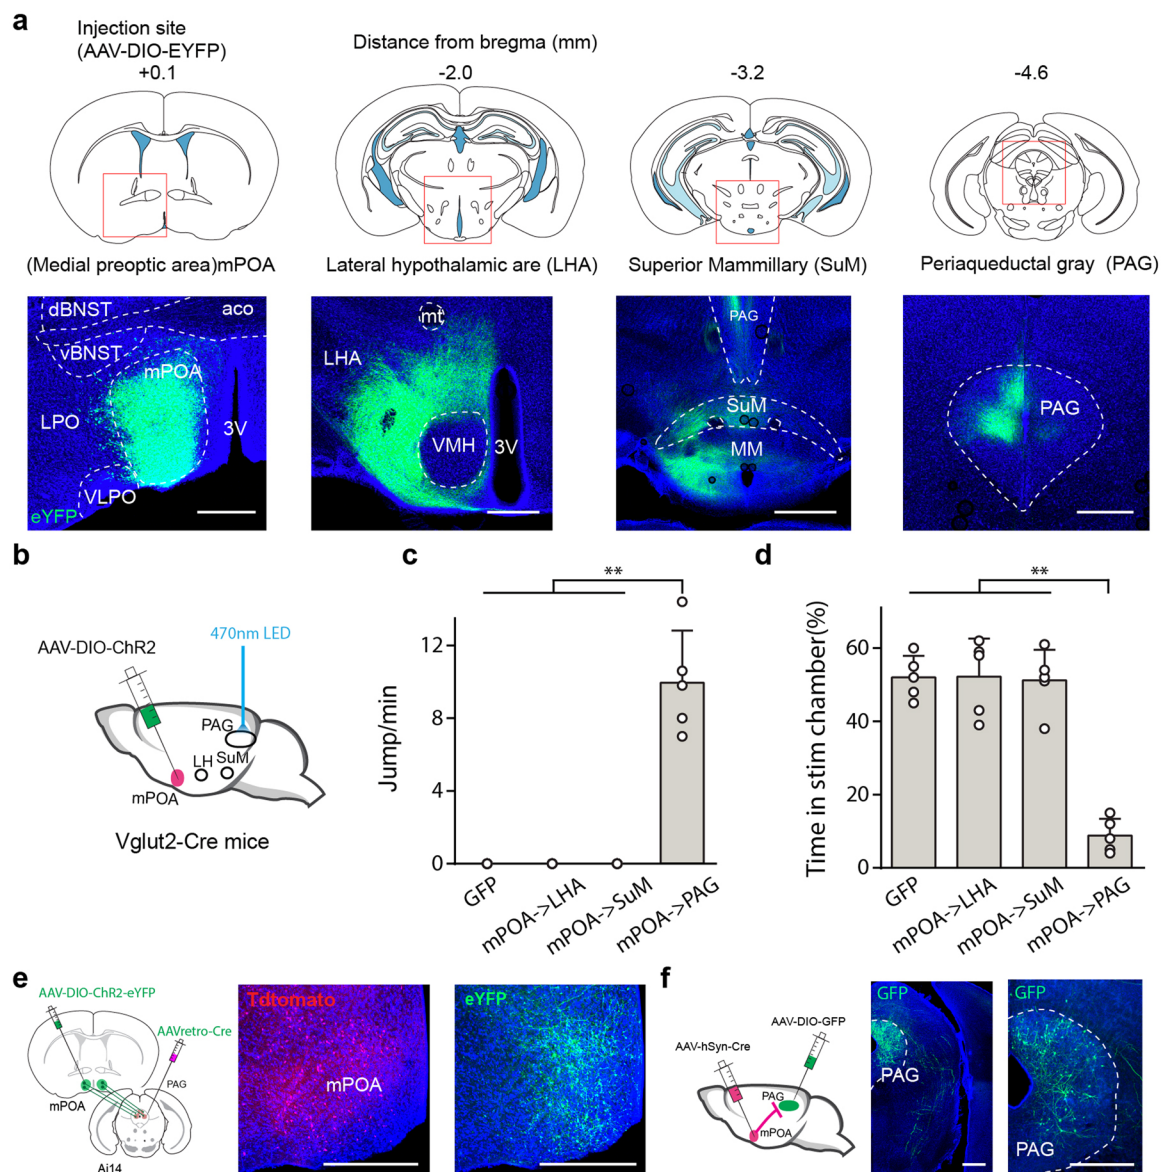 a
Injection site
(AAV-DIO-EYFP)
Distance from bregma (mm)
+0.1
-2.0
-3.2
-4.6
(Medial preoptic area)mPOA
Lateral hypothalamic are (LHA)
Superior Mammillary (SuM)
Periaqueductal gray (PAG)
dBNST
aco
vBNST
mPOA
LPO
3V
VLPO
eYFP
mt
LHA
VMH
3V
PAG
SuM
MM
PAG
b
470nm LED
AAV-DIO-ChR2
PAG
LH
SuM
mPOA
Vglut2-Cre mice
c
**
Jump/min
12
8
4
0
GFP
mPOA->LHA
mPOA->SuM
mPOA->PAG
d
**
Time in stim chamber(%)
60
40
20
0
GFP
mPOA->LHA
mPOA->SuM
mPOA->PAG
e
AAV-DIO-ChR2-eYFP
AAVretro-Cre
PAG
mPOA
Ai14
Tdtomato
mPOA
eYFP
f
AAV-DIO-GFP
AAV-hSyn-Cre
PAG
mPOA
GFP
PAG
GFP
PAG